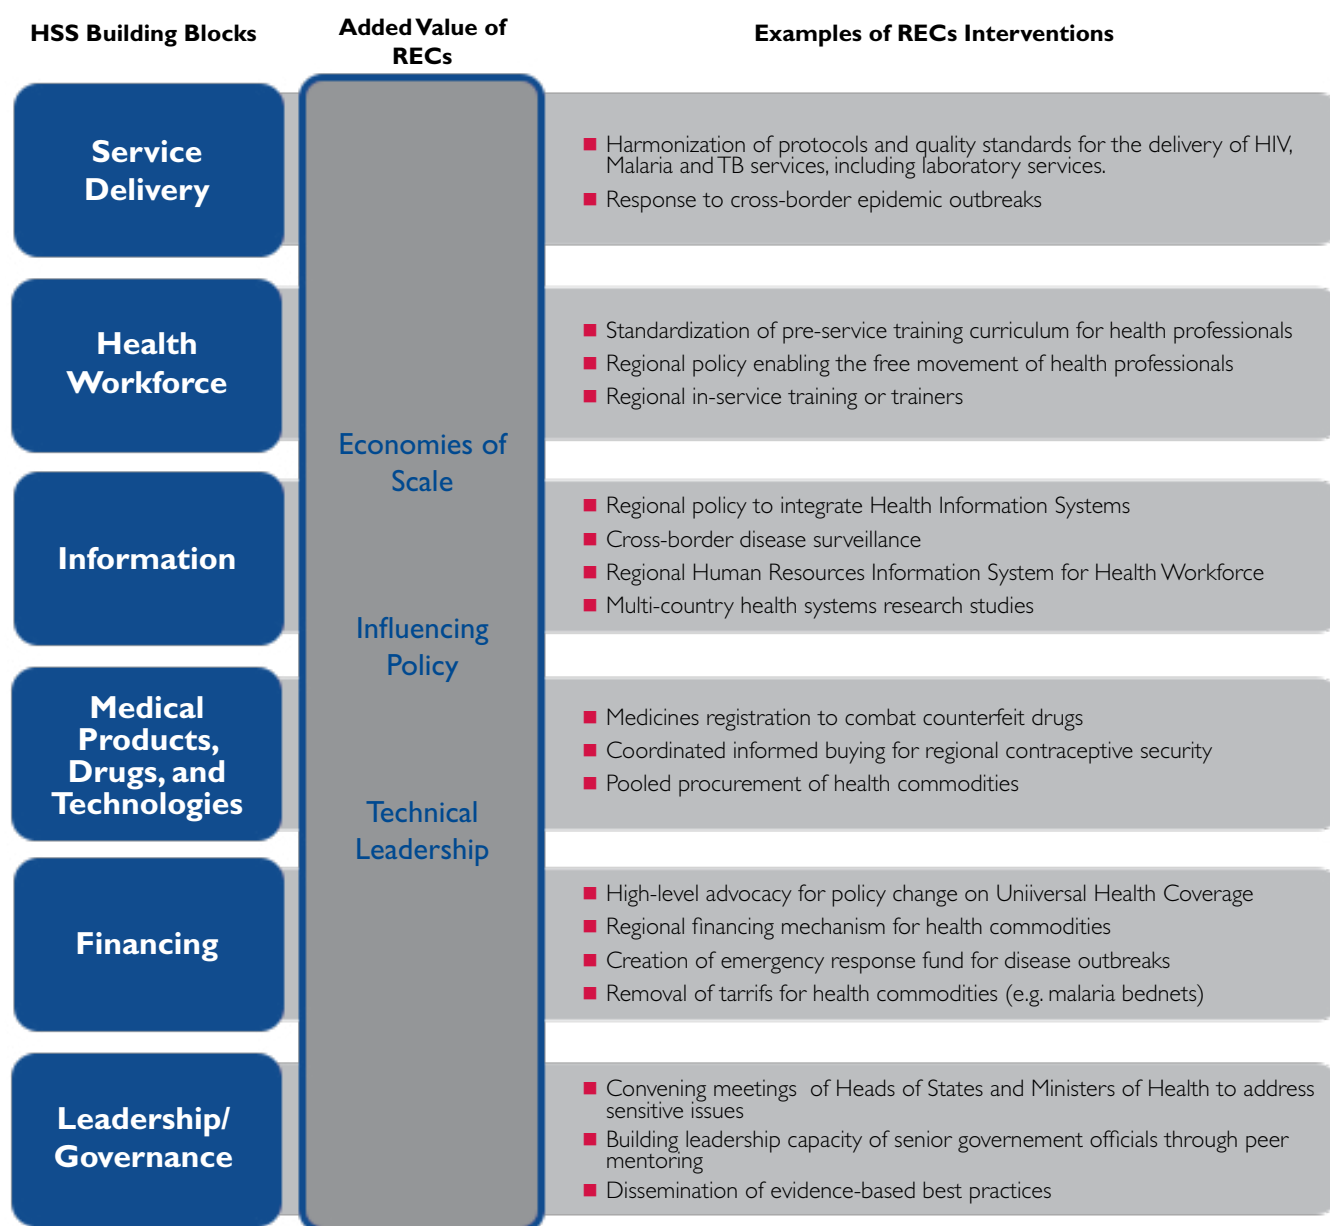 HSS Building Blocks
Added Value of
RECs
Examples of RECs Interventions
Service
Delivery
Harmonization of protocols and quality standards for the delivery of HIV,
Malaria and TB services, including laboratory services.
Response to cross-border epidemic outbreaks
Health
Workforce
Standardization of pre-service training curriculum for health professionals
Regional policy enabling the free movement of health professionals
Regional in-service training or trainers
Economies of
Scale
Information
Regional policy to integrate Health Information Systems
Cross-border disease surveillance
Regional Human Resources Information System for Health Workforce
Multi-country health systems research studies
Influencing
Policy
Medical
Products,
Drugs, and
Technologies
Medicines registration to combat counterfeit drugs
Coordinated informed buying for regional contraceptive security
Pooled procurement of health commodities
Technical
Leadership
Financing
High-level advocacy for policy change on Uniiversal Health Coverage
Regional financing mechanism for health commodities
Creation of emergency response fund for disease outbreaks
Removal of tarrifs for health commodities (e.g. malaria bednets)
Leadership/
Governance
Convening meetings of Heads of States and Ministers of Health to address
sensitive issues
Building leadership capacity of senior governement officials through peer
mentoring
Dissemination of evidence-based best practices